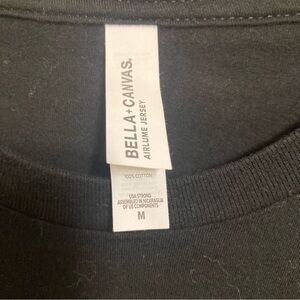 BELLA+CANVAS.
AIRLUME JERSEY
100% COTTON
USA STRONG
ASSEMBLED IN NICARAGUA
OF US COMPONENTS
M